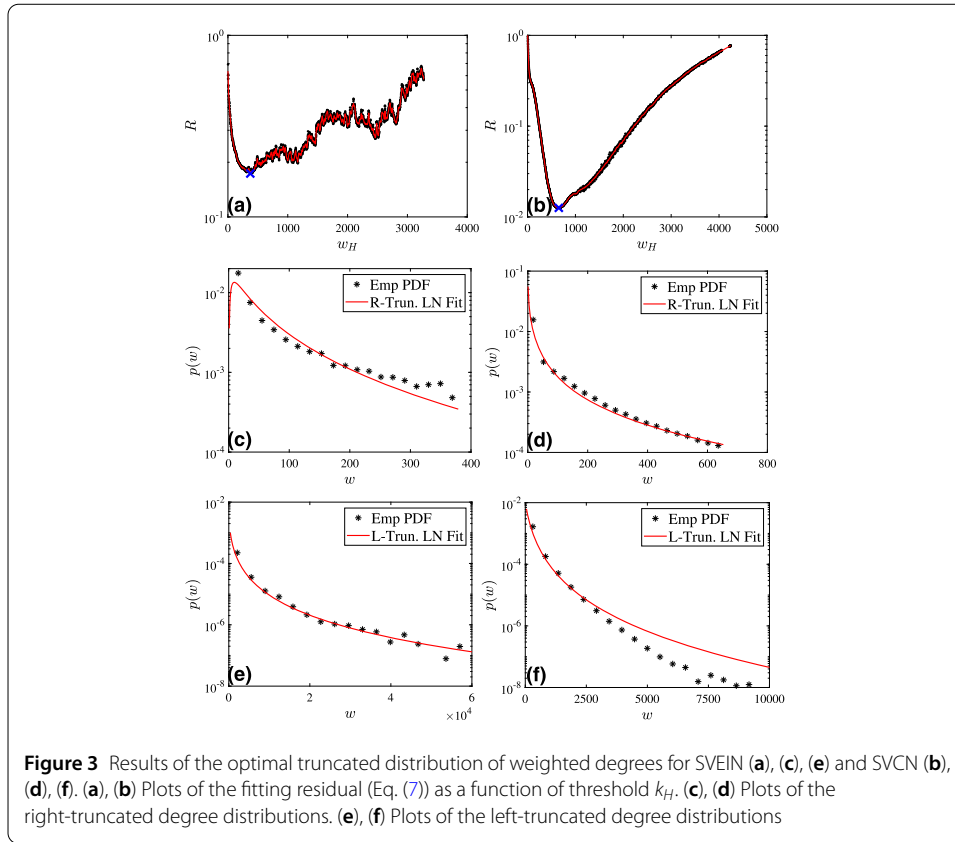 (a)
10^0
R
10^-1
0 1000 2000 3000 4000
w_H
(b)
10^0
10^-1
R
10^-2
0 1000 2000 3000 4000 5000
w_H
Emp PDF
R-Trun. LN Fit
10^-2
p(w)
10^-3
10^-4
(c)
0 100 200 300 400
w
Emp PDF
R-Trun. LN Fit
10^-1
10^-2
p(w)
10^-3
10^-4
(d)
0 200 400 600 800
w
Emp PDF
L-Trun. LN Fit
10^-2
10^-4
p(w)
10^-6
10^-8
(e)
0 2 4 6
w
×10^4
Emp PDF
L-Trun. LN Fit
10^-2
10^-4
p(w)
10^-6
10^-8
(f)
0 2500 5000 7500 10000
w
Figure 3 Results of the optimal truncated distribution of weighted degrees for SVEIN (a), (c), (e) and SVCN (b),
(d), (f). (a), (b) Plots of the fitting residual (Eq. (7)) as a function of threshold k_H. (c), (d) Plots of the
right-truncated degree distributions. (e), (f) Plots of the left-truncated degree distributions